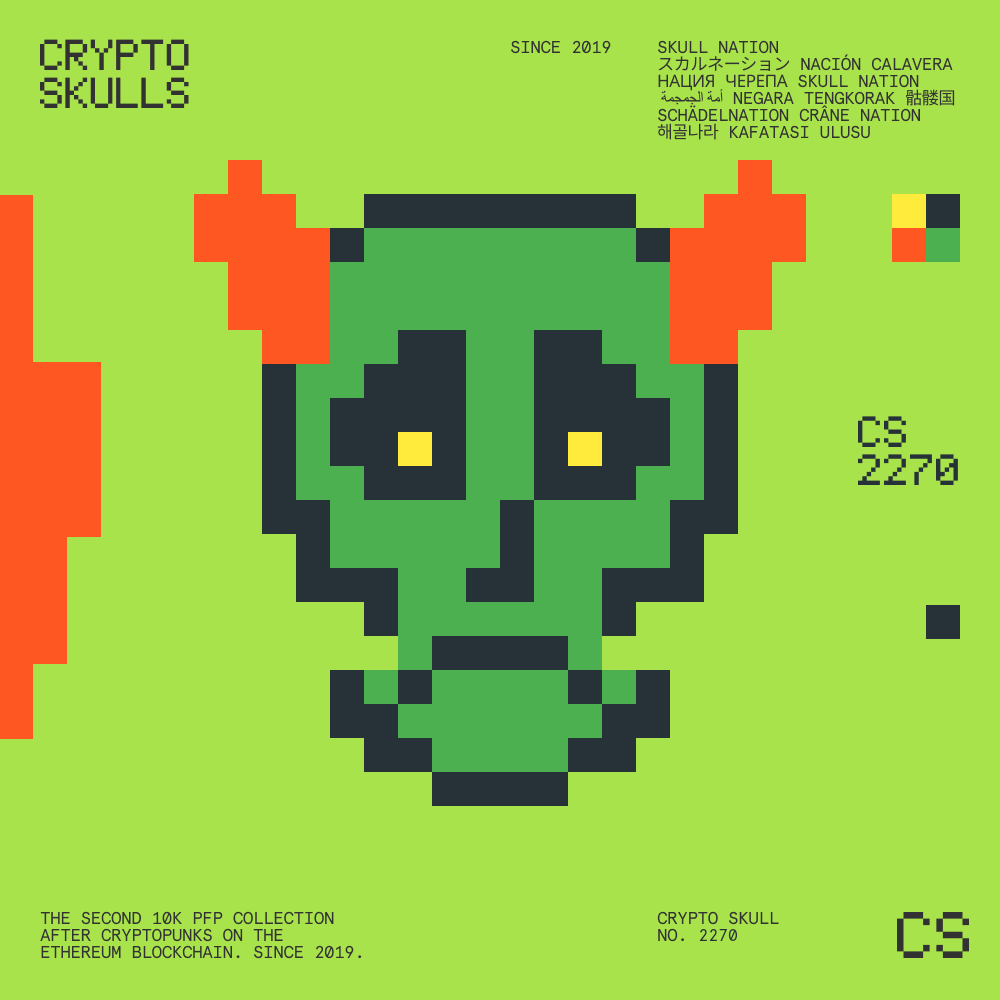 CRYPTO
SKULLS
SINCE 2019
SKULL NATION
スカルネーション NACIÓN CALAVERA
НАЦИЯ ЧЕРЕПА SKULL NATION
أمة الجمجمة NEGARA TENGKORAK 骷髅国
SCHÄDELNATION CRÂNE NATION
해골나라 KAFATASI ULUSU
CS
2270
THE SECOND 10K PFP COLLECTION
AFTER CRYPTOPUNKS ON THE
ETHEREUM BLOCKCHAIN. SINCE 2019.
CRYPTO SKULL
NO. 2270
CS